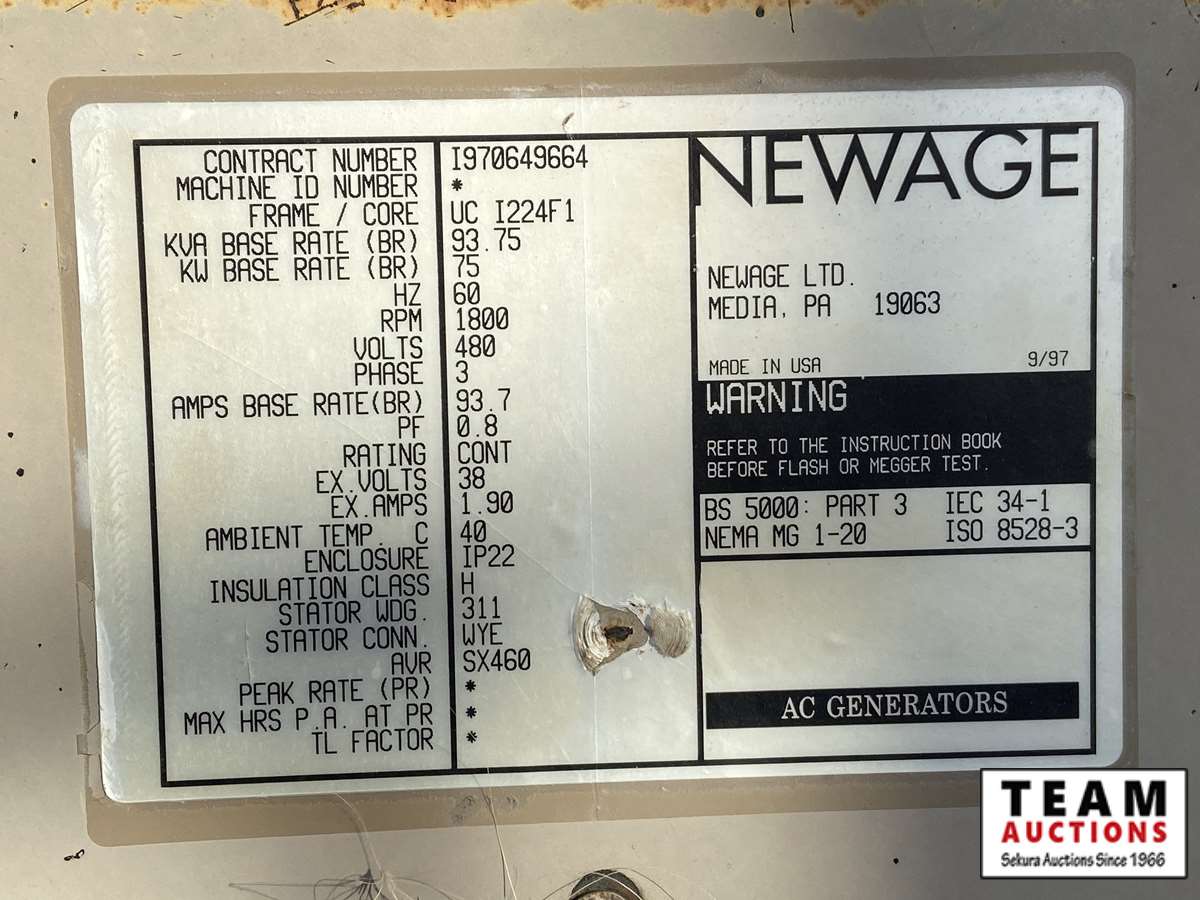 CONTRACT NUMBER I970649664
MACHINE ID NUMBER *
FRAME / CORE UC I224F1
KVA BASE RATE (BR) 93.75
KW BASE RATE (BR) 75
HZ 60
RPM 1800
VOLTS 480
PHASE 3
AMPS BASE RATE(BR) 93.7
PF 0.8
RATING CONT
EX.VOLTS 38
EX.AMPS 1.90
AMBIENT TEMP. C 40
ENCLOSURE IP22
INSULATION CLASS H
STATOR WDG. 311
STATOR CONN. WYE
AVR SX460
PEAK RATE (PR) *
MAX HRS P.A. AT PR *
TL FACTOR *
NEWAGE
NEWAGE LTD.
MEDIA, PA 19063
MADE IN USA 9/97
WARNING
REFER TO THE INSTRUCTION BOOK
BEFORE FLASH OR MEGGER TEST.
BS 5000: PART 3 IEC 34-1
NEMA MG 1-20 ISO 8528-3
AC GENERATORS
TEAM
AUCTIONS
Sekura Auctions Since 1966